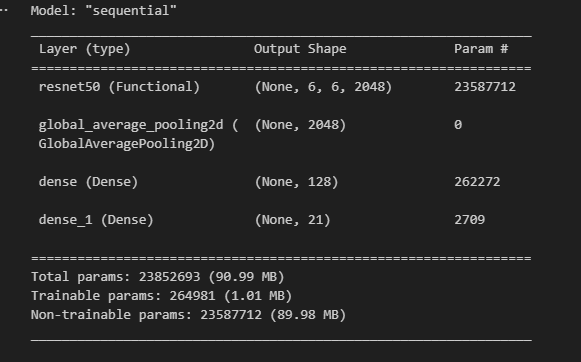 Model: "sequential"
Layer (type) Output Shape Param #
resnet50 (Functional) (None, 6, 6, 2048) 23587712
global_average_pooling2d ( (None, 2048) 0
GlobalAveragePooling2D)
dense (Dense) (None, 128) 262272
dense_1 (Dense) (None, 21) 2709
Total params: 23852693 (90.99 MB)
Trainable params: 264981 (1.01 MB)
Non-trainable params: 23587712 (89.98 MB)